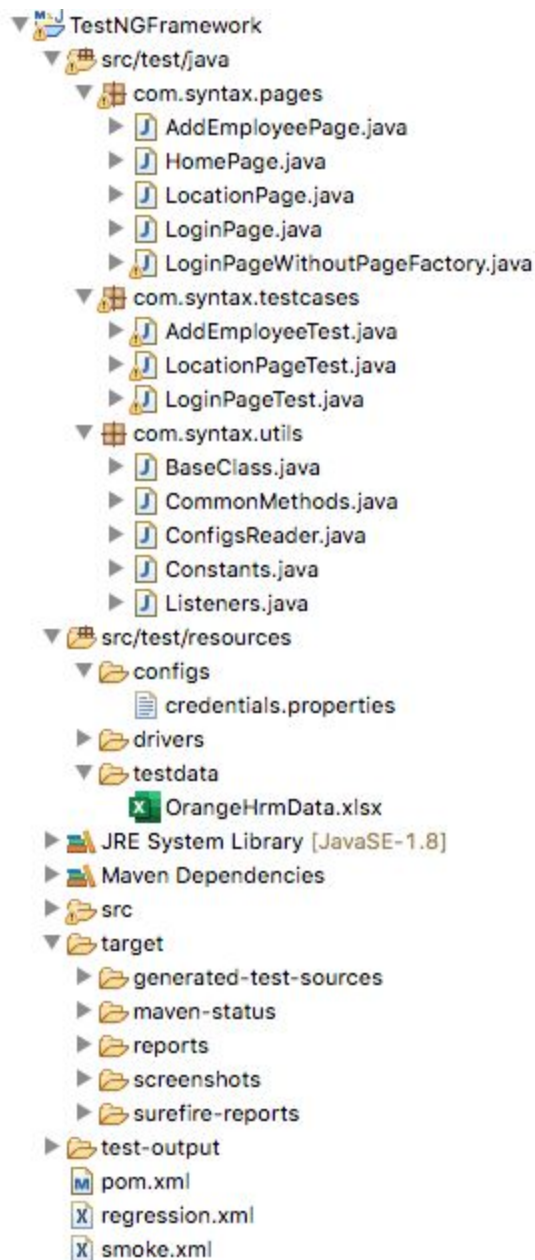 TestNGFramework
src/test/java
com.syntax.pages
AddEmployeePage.java
HomePage.java
LocationPage.java
LoginPage.java
LoginPageWithoutPageFactory.java
com.syntax.testcases
AddEmployeeTest.java
LocationPageTest.java
LoginPageTest.java
com.syntax.utils
BaseClass.java
CommonMethods.java
ConfigsReader.java
Constants.java
Listeners.java
src/test/resources
configs
credentials.properties
drivers
testdata
OrangeHrmData.xlsx
JRE System Library [JavaSE-1.8]
Maven Dependencies
src
target
generated-test-sources
maven-status
reports
screenshots
surefire-reports
test-output
pom.xml
regression.xml
smoke.xml